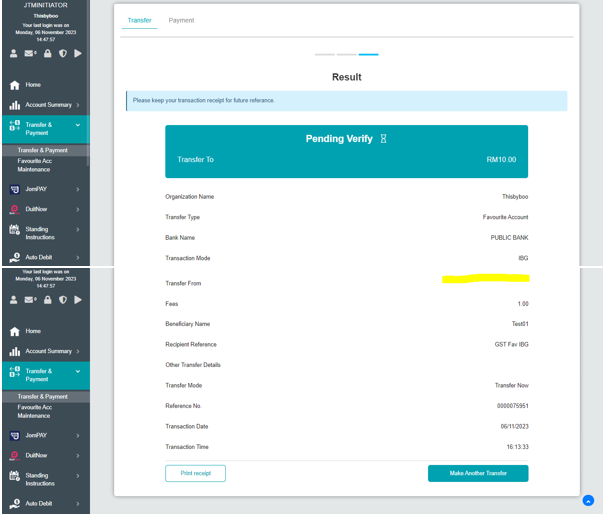 JTMINITIATOR
Thisbyboo
Your last login was on
Monday, 06 November 2023
14:47:57
Home
Account Summary
Transfer &
Payment
Transfer & Payment
Favourite Acc
Maintenance
JomPAY
DuitNow
Standing
Instructions
Auto Debit
Your last login was on
Monday, 06 November 2023
14:47:57
Home
Account Summary
Transfer &
Payment
Transfer & Payment
Favourite Acc
Maintenance
JomPAY
DuitNow
Standing
Instructions
Auto Debit
Transfer Payment
Result
Please keep your transaction receipt for future referance.
Pending Verify
Transfer To RM10.00
Organization Name Thisbyboo
Transfer Type Favourite Account
Bank Name PUBLIC BANK
Transaction Mode IBG
Transfer From
Fees 1.00
Beneficiary Name Test01
Recipient Reference GST Fav IBG
Other Transfer Details
Transfer Mode Transfer Now
Reference No. 0000075951
Transaction Date 06/11/2023
Transaction Time 16:13:33
Print receipt Make Another Transfer